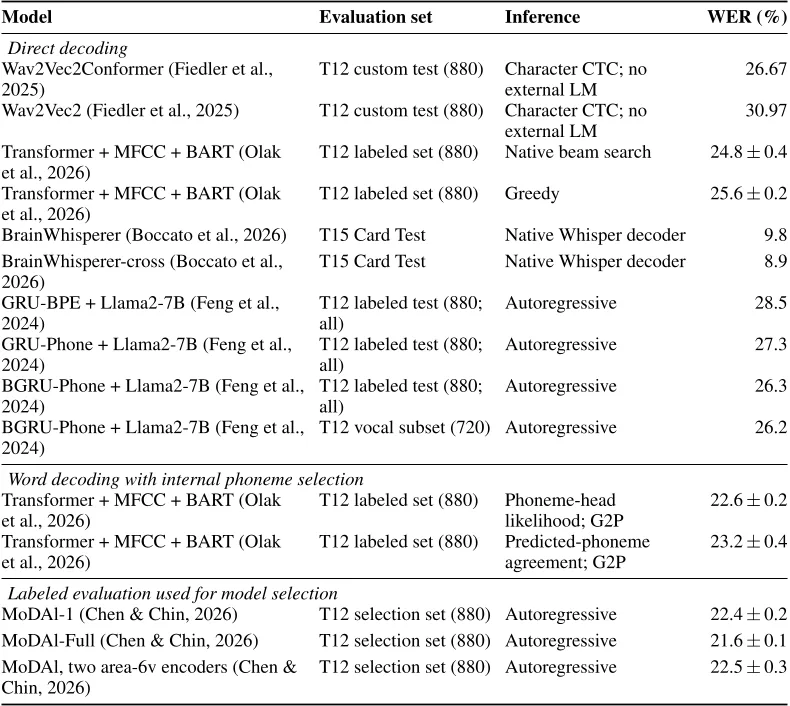 Model Evaluation set Inference WER (%)
Direct decoding
Wav2Vec2Conformer (Fiedler et al., T12 custom test (880) Character CTC; no 26.67
2025) external LM
Wav2Vec2 (Fiedler et al., 2025) T12 custom test (880) Character CTC; no 30.97
external LM
Transformer + MFCC + BART (Olak T12 labeled set (880) Native beam search 24.8 ± 0.4
et al., 2026)
Transformer + MFCC + BART (Olak T12 labeled set (880) Greedy 25.6 ± 0.2
et al., 2026)
BrainWhisperer (Boccato et al., 2026) T15 Card Test Native Whisper decoder 9.8
BrainWhisperer-cross (Boccato et al., T15 Card Test Native Whisper decoder 8.9
2026)
GRU-BPE + Llama2-7B (Feng et al., T12 labeled test (880; Autoregressive 28.5
2024) all)
GRU-Phone + Llama2-7B (Feng et al., T12 labeled test (880; Autoregressive 27.3
2024) all)
BGRU-Phone + Llama2-7B (Feng et al., T12 labeled test (880; Autoregressive 26.3
2024) all)
BGRU-Phone + Llama2-7B (Feng et al., T12 vocal subset (720) Autoregressive 26.2
2024)
Word decoding with internal phoneme selection
Transformer + MFCC + BART (Olak T12 labeled set (880) Phoneme-head 22.6 ± 0.2
et al., 2026) likelihood; G2P
Transformer + MFCC + BART (Olak T12 labeled set (880) Predicted-phoneme 23.2 ± 0.4
et al., 2026) agreement; G2P
Labeled evaluation used for model selection
MoDAl-1 (Chen & Chin, 2026) T12 selection set (880) Autoregressive 22.4 ± 0.2
MoDAl-Full (Chen & Chin, 2026) T12 selection set (880) Autoregressive 21.6 ± 0.1
MoDAl, two area-6v encoders (Chen & T12 selection set (880) Autoregressive 22.5 ± 0.3
Chin, 2026)